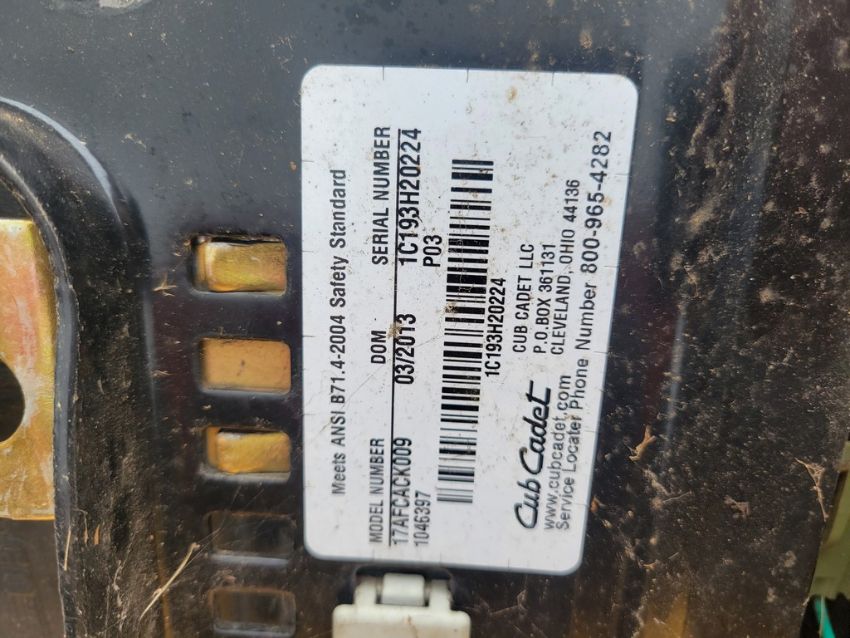 Meets ANSI B71.4-2004 Safety Standard
MODEL NUMBER DOM SERIAL NUMBER
17AFCACK009 03/2013 1C193H20224
1046397 P03
1C193H20224
Cub Cadet CUB CADET LLC
P.O.BOX 361131
www.cubcadet.com CLEVELAND, OHIO 44136
Service Locater Phone Number 800-965-4282